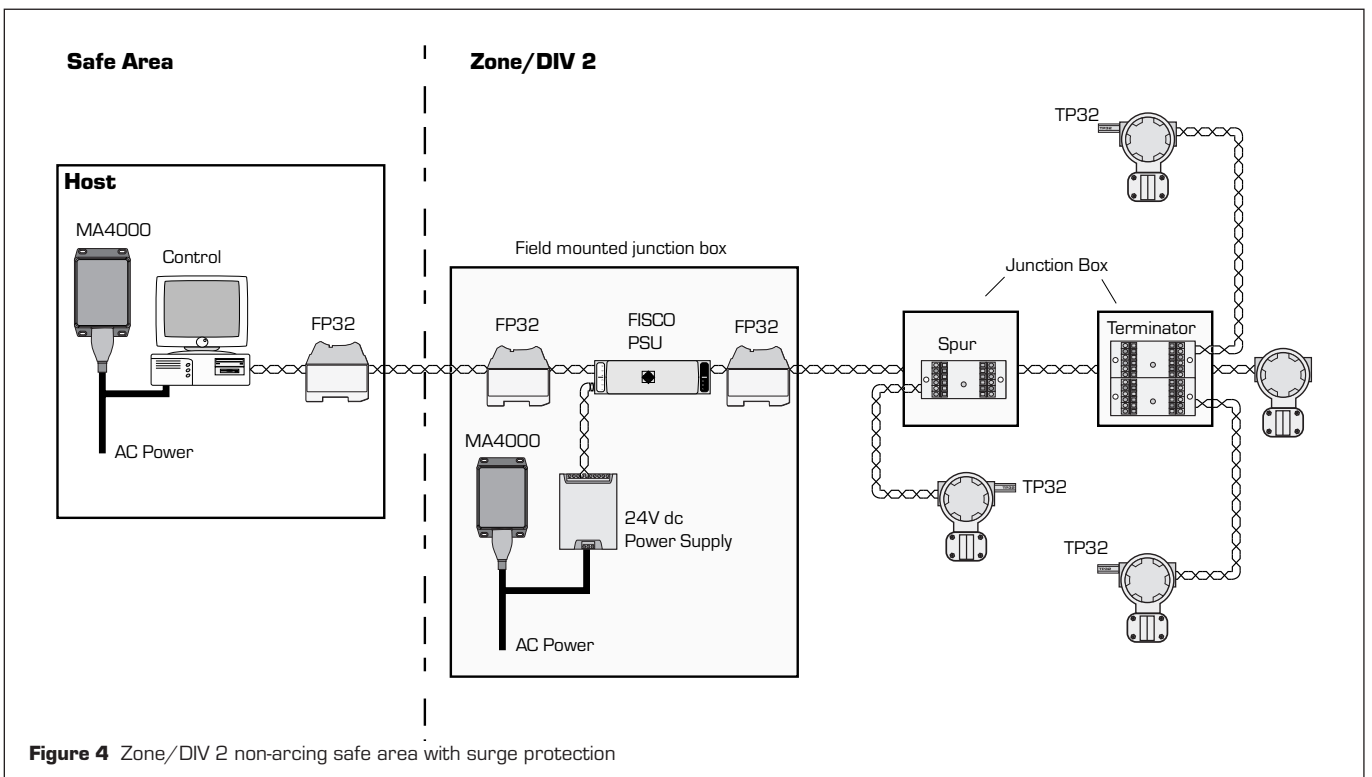 Safe Area
Zone/DIV 2
Host
MA4000
Control
FP32
AC Power
Field mounted junction box
FP32
FISCO
PSU
FP32
MA4000
24V dc
Power Supply
AC Power
Junction Box
Spur
Terminator
TP32
TP32
TP32
Figure 4 Zone/DIV 2 non-arcing safe area with surge protection